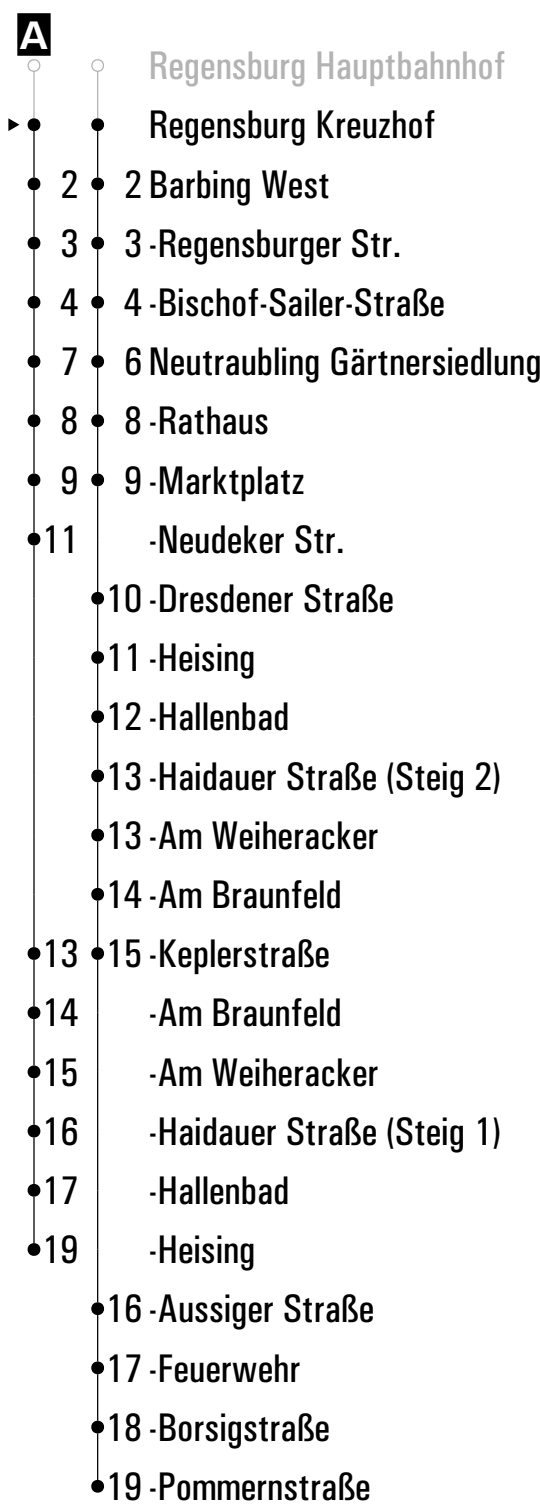 A
Regensburg Hauptbahnhof
Regensburg Kreuzhof
2 2 Barbing West
3 3 -Regensburger Str.
4 4 -Bischof-Sailer-Straße
7 6 Neutraubling Gärtnersiedlung
8 8 -Rathaus
9 9 -Marktplatz
11 -Neudeker Str.
10 -Dresdener Straße
11 -Heising
12 -Hallenbad
13 -Haidauer Straße (Steig 2)
13 -Am Weiheracker
14 -Am Braunfeld
13 15 -Keplerstraße
14 -Am Braunfeld
15 -Am Weiheracker
16 -Haidauer Straße (Steig 1)
17 -Hallenbad
19 -Heising
16 -Aussiger Straße
17 -Feuerwehr
18 -Borsigstraße
19 -Pommernstraße